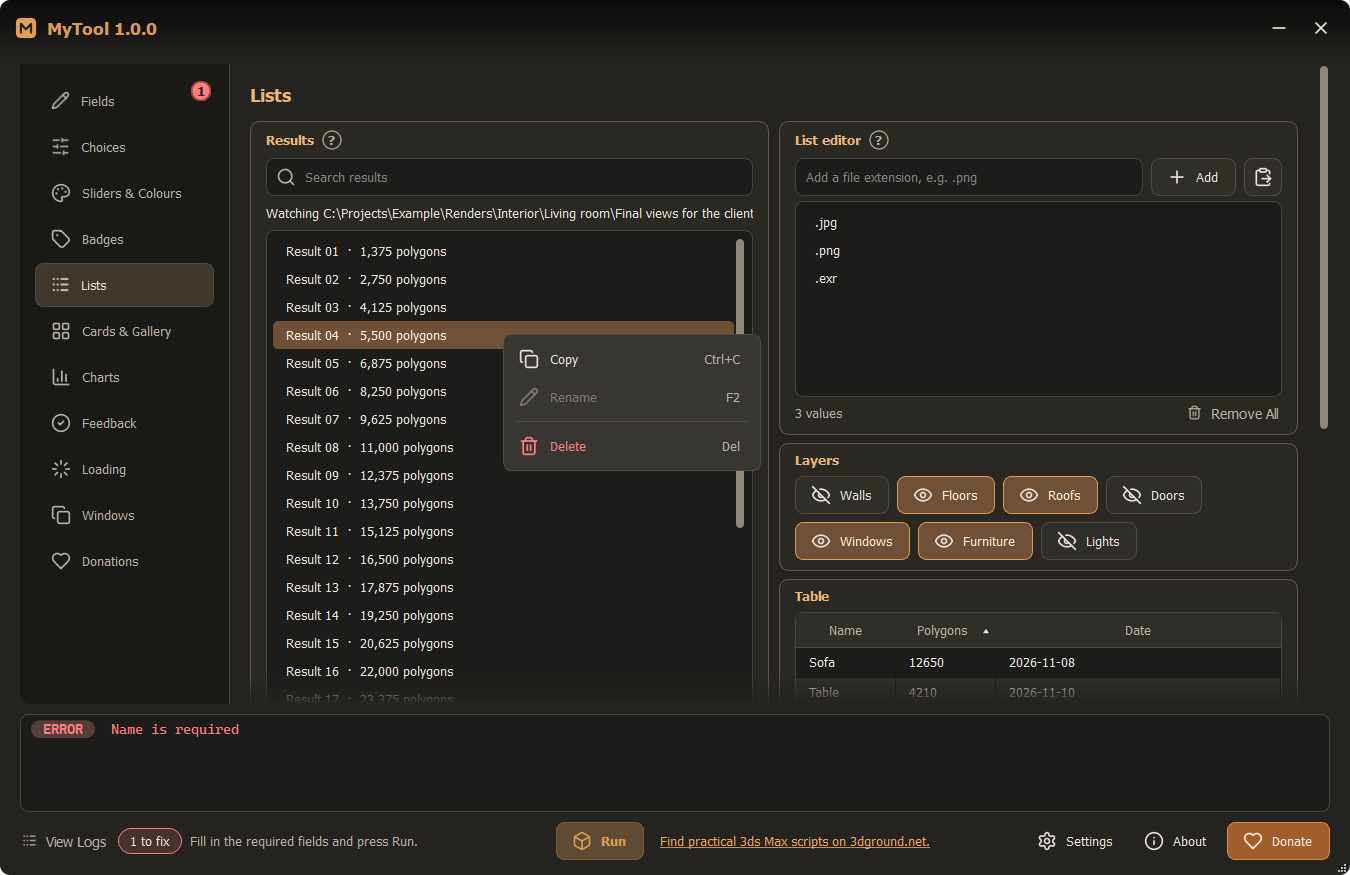 MyTool 1.0.0
Fields
1
Choices
Sliders & Colours
Badges
Lists
Cards & Gallery
Charts
Feedback
Loading
Windows
Donations
Lists
Results ?
Search results
Watching C:\Projects\Example\Renders\Interior\Living room\Final views for the client
Result 01 · 1,375 polygons
Result 02 · 2,750 polygons
Result 03 · 4,125 polygons
Result 04 · 5,500 polygons
Result 05 · 6,875 polygons
Result 06 · 8,250 polygons
Result 07 · 9,625 polygons
Result 08 · 11,000 polygons
Result 09 · 12,375 polygons
Result 10 · 13,750 polygons
Result 11 · 15,125 polygons
Result 12 · 16,500 polygons
Result 13 · 17,875 polygons
Result 14 · 19,250 polygons
Result 15 · 20,625 polygons
Result 16 · 22,000 polygons
Result 17 · 23,375 polygons
Copy Ctrl+C
Rename F2
Delete Del
List editor ?
Add a file extension, e.g. .png
Add
.jpg
.png
.exr
3 values
Remove All
Layers
Walls Floors Roofs Doors
Windows Furniture Lights
Table
Name Polygons Date
Sofa 12650 2026-11-08
Table 4210 2026-11-10
ERROR Name is required
View Logs
1 to fix
Fill in the required fields and press Run.
Run
Find practical 3ds Max scripts on 3dground.net.
Settings
About
Donate